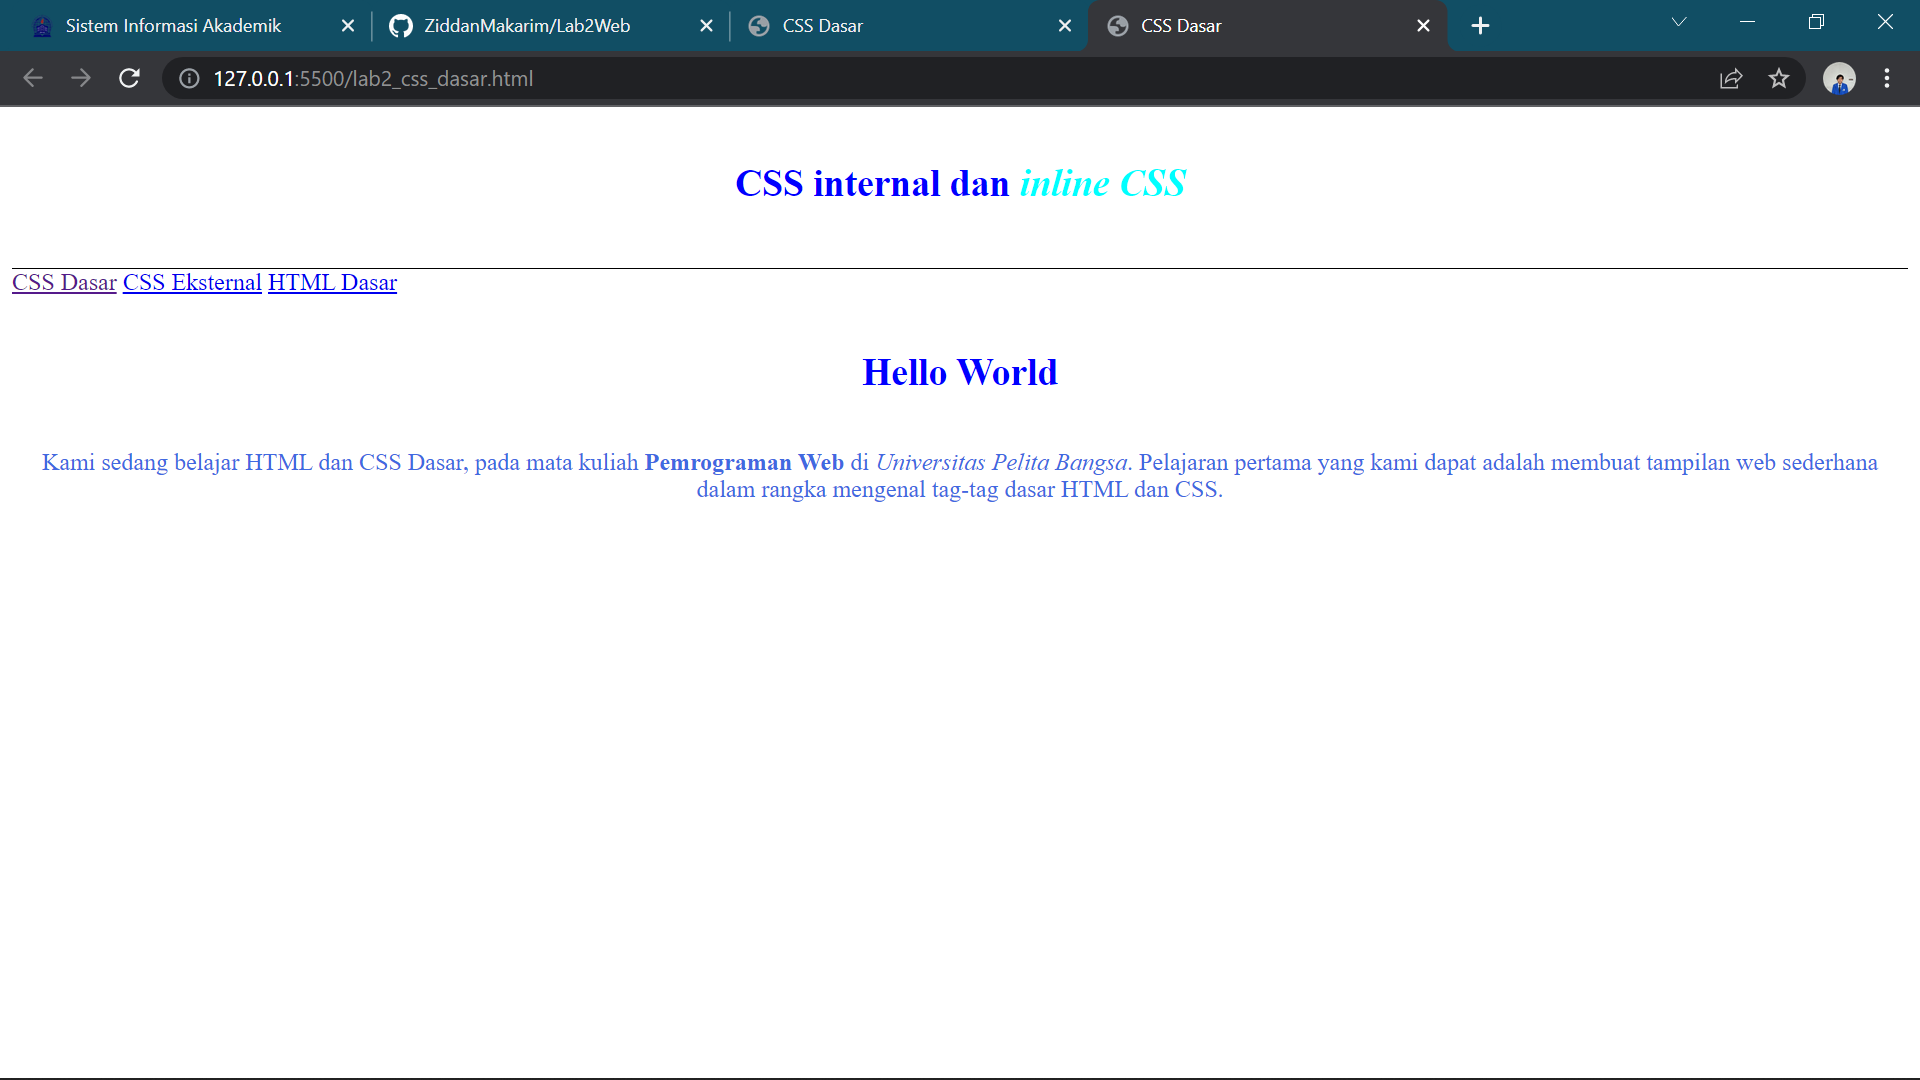 Sistem Informasi Akademik
ZiddanMakarim/Lab2Web
CSS Dasar
CSS Dasar
127.0.0.1:5500/lab2_css_dasar.html
CSS internal dan inline CSS
CSS Dasar CSS Eksternal HTML Dasar
Hello World
Kami sedang belajar HTML dan CSS Dasar, pada mata kuliah Pemrograman Web di Universitas Pelita Bangsa. Pelajaran pertama yang kami dapat adalah membuat tampilan web sederhana
dalam rangka mengenal tag-tag dasar HTML dan CSS.